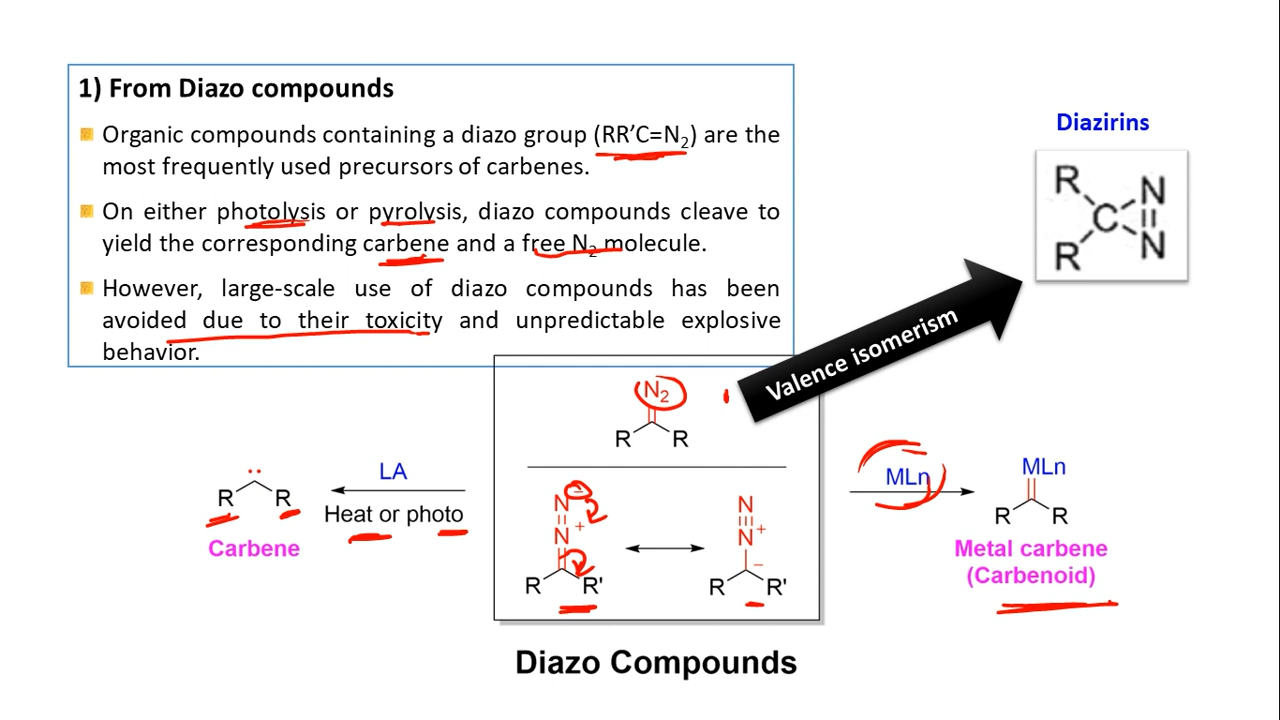 1) From Diazo compounds
Organic compounds containing a diazo group (RR'C=N2) are the
most frequently used precursors of carbenes.
On either photolysis or pyrolysis, diazo compounds cleave to
yield the corresponding carbene and a free N2 molecule.
However, large-scale use of diazo compounds has been
avoided due to their toxicity and unpredictable explosive
behavior.
Diazirins
R
N
C
N
R
Valence isomerism
N2
R R
LA
Heat or photo
R R
Carbene
N −
N +
R R'
N
N +
−
R R'
MLn
MLn
R R
Metal carbene
(Carbenoid)
Diazo Compounds